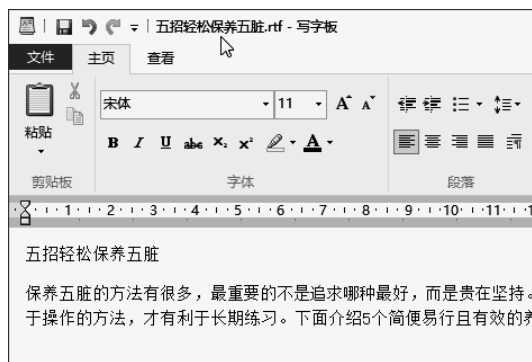 五招轻松保养五脏.rtf - 写字板
文件 主页 查看
宋体 11 A A
粘贴
B I U abc X₂ X² A
剪贴板 字体 段落
1 2 3 4 5 6 7 8 9 10 11
五招轻松保养五脏
保养五脏的方法有很多，最重要的不是追求哪种最好，而是贵在坚持。
于操作的方法，才有利于长期练习。下面介绍5个简便易行且有效的养